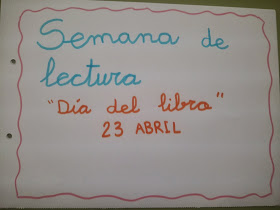 Semana de
lectura
"Día del libro"
23 ABRIL